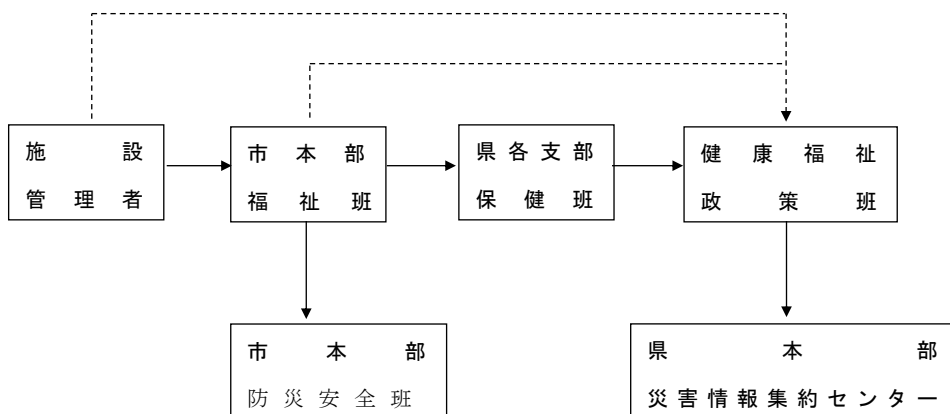 施設
管理者
市本部
福祉班
県各支部
保健班
健康福祉
政策班
市本部
防災安全班
県本部
災害情報集約センター